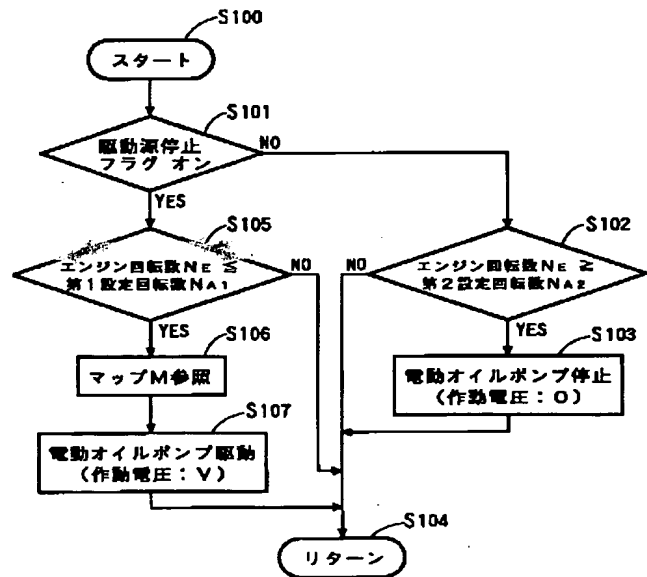 S100
スタート
S101
駆動源停止
フラグ オン
NO
YES
S105
エンジン回転数NE ≦
第1設定回転数NA1
NO
YES
S102
エンジン回転数NE ≧
第2設定回転数NA2
NO
YES
S106
マップM参照
S103
電動オイルポンプ停止
(作動電圧:0)
S107
電動オイルポンプ駆動
(作動電圧:V)
S104
リターン